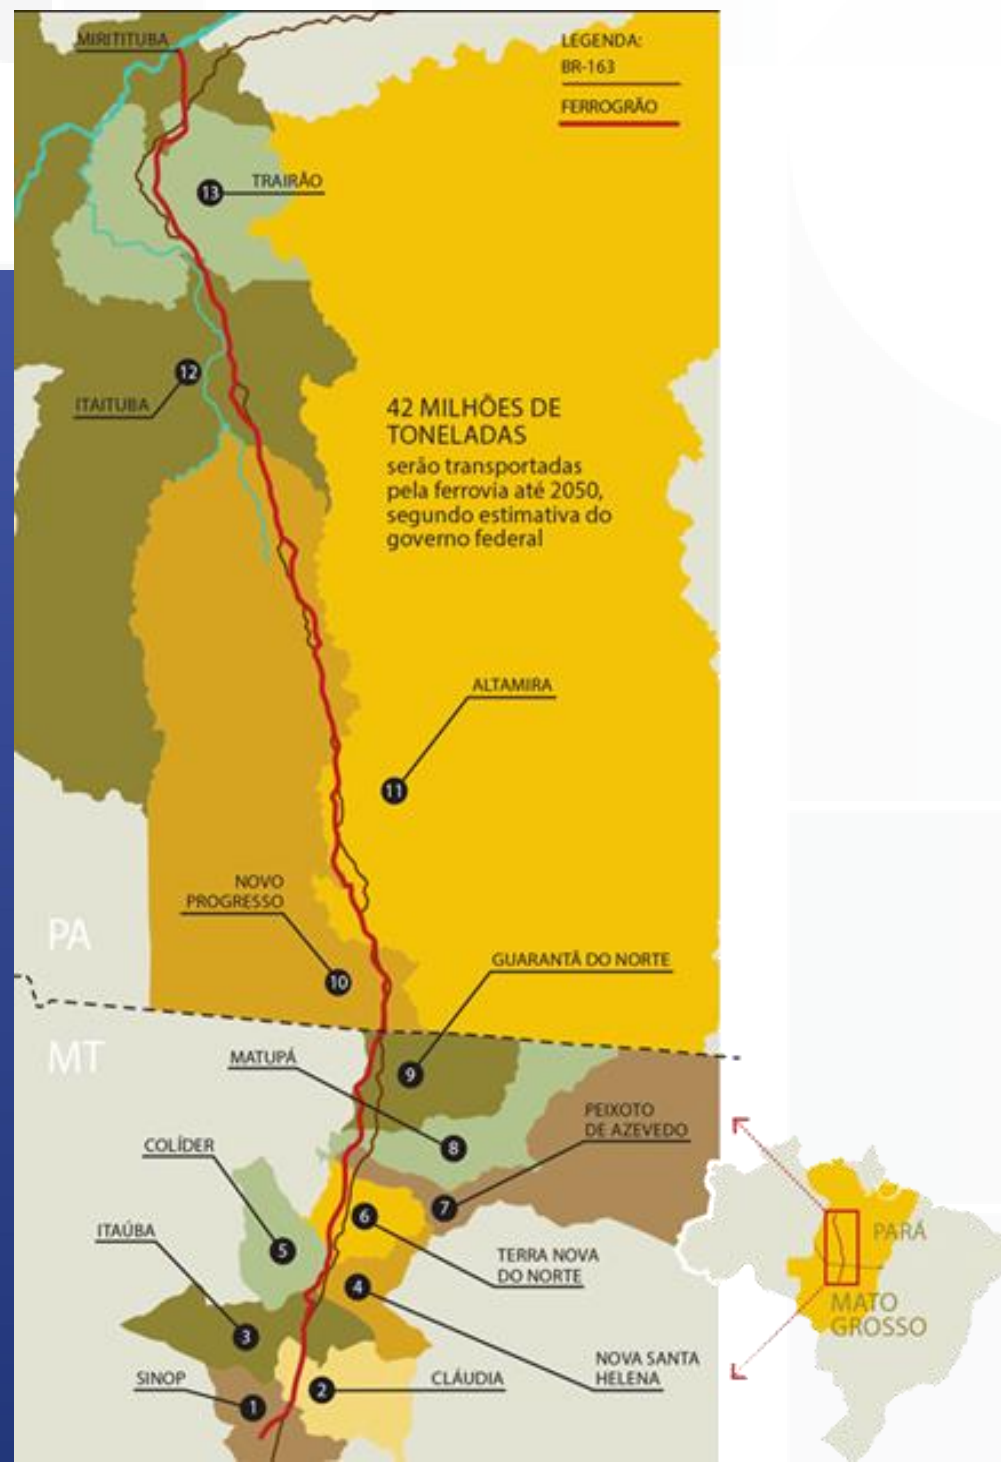 MIRITITUBA
LEGENDA:
BR-163
FERROGRÃO
13
TRAIRÃO
12
ITAITUBA
42 MILHÕES DE
TONELADAS
serão transportadas
pela ferrovia até 2050,
segundo estimativa do
governo federal
ALTAMIRA
11
NOVO
PROGRESSO
PA
GUARANTÃ DO NORTE
10
MT
MATUPÁ
9
PEIXOTO
DE AZEVEDO
COLÍDER
8
7
ITAÚBA
6
PARÁ
5
TERRA NOVA
DO NORTE
4
MATO
GROSSO
3
NOVA SANTA
HELENA
SINOP
2
CLÁUDIA
1